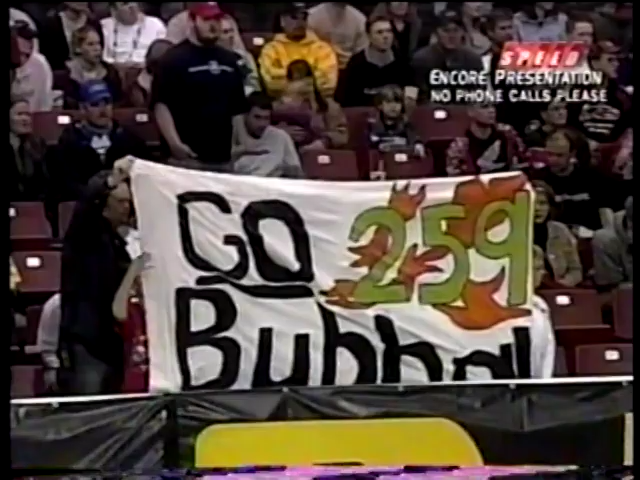 SPEED
ENCORE PRESENTATION
NO PHONE CALLS PLEASE
GO 259
Bubba!